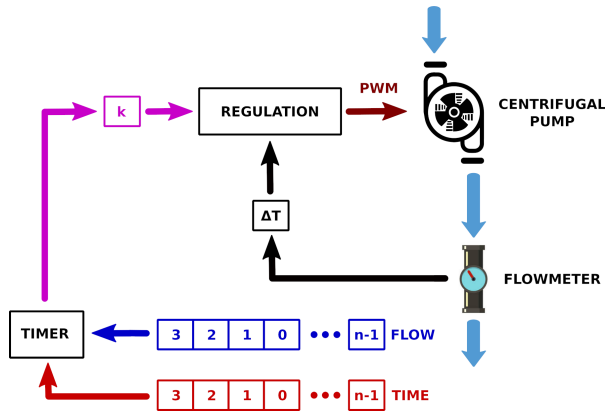 PWM
k
REGULATION
CENTRIFUGAL
PUMP
ΔT
FLOWMETER
TIMER
3 2 1 0 ••• n-1 FLOW
3 2 1 0 ••• n-1 TIME